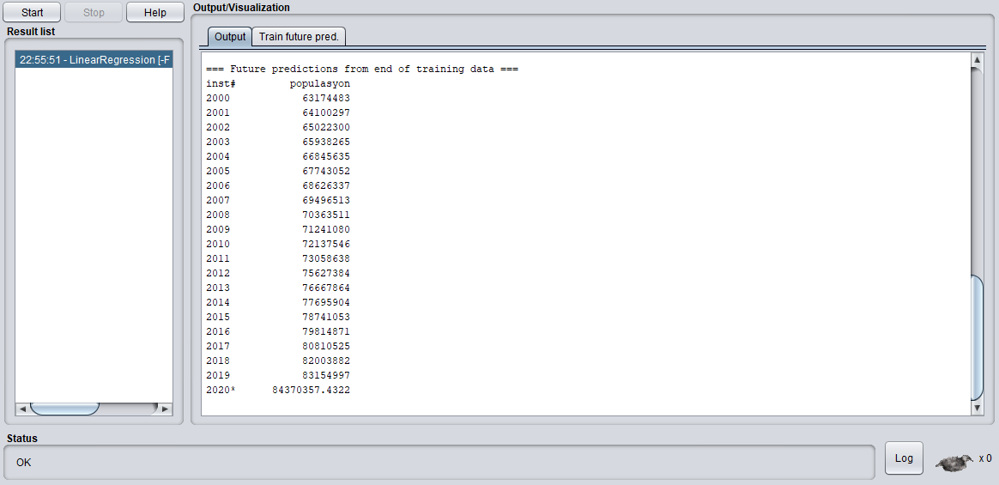 Start Stop Help
Result list
22:55:51 - LinearRegression [-F
Output/Visualization
Output Train future pred.
=== Future predictions from end of training data ===
inst# populasyon
2000 63174483
2001 64100297
2002 65022300
2003 65938265
2004 66845635
2005 67743052
2006 68626337
2007 69496513
2008 70363511
2009 71241080
2010 72137546
2011 73058638
2012 75627384
2013 76667864
2014 77695904
2015 78741053
2016 79814871
2017 80810525
2018 82003882
2019 83154997
2020* 84370357.4322
Status
OK
Log x 0